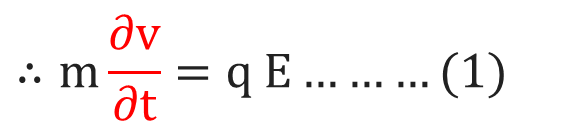 ∴ m ∂v/∂t = q E … … … (1)